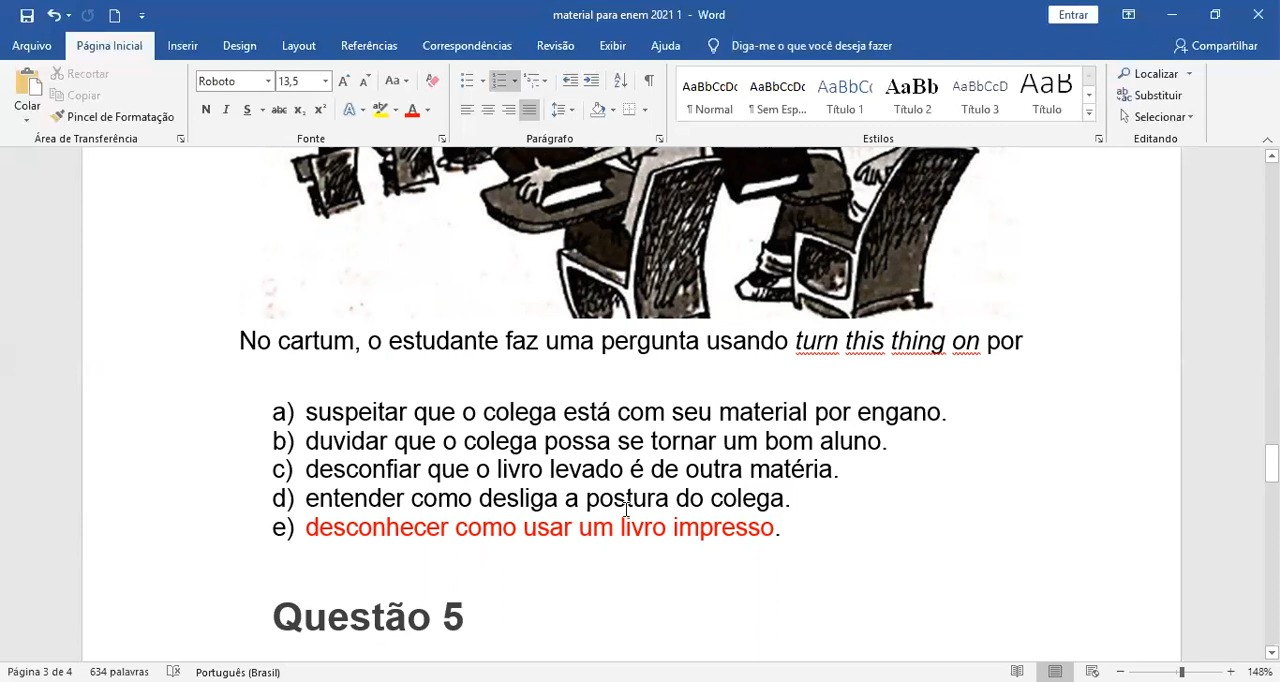 material para enem 2021 1 - Word
Entrar
Arquivo Página Inicial Inserir Design Layout Referências Correspondências Revisão Exibir Ajuda Diga-me o que você deseja fazer Compartilhar
Colar
Recortar
Copiar
Pincel de Formatação
Área de Transferência
Roboto 13,5
N I S abc x₂ x²
Fonte
Parágrafo
AaBbCcDc AaBbCcDc AaBbCc AaBb AaBbCcD AaB
¶ Normal ¶ Sem Esp... Título 1 Título 2 Título 3 Título
Estilos
Localizar
Substituir
Selecionar
Editando
No cartum, o estudante faz uma pergunta usando turn this thing on por
a) suspeitar que o colega está com seu material por engano.
b) duvidar que o colega possa se tornar um bom aluno.
c) desconfiar que o livro levado é de outra matéria.
d) entender como desliga a postura do colega.
e) desconhecer como usar um livro impresso.
Questão 5
Página 3 de 4 634 palavras Português (Brasil) 148%